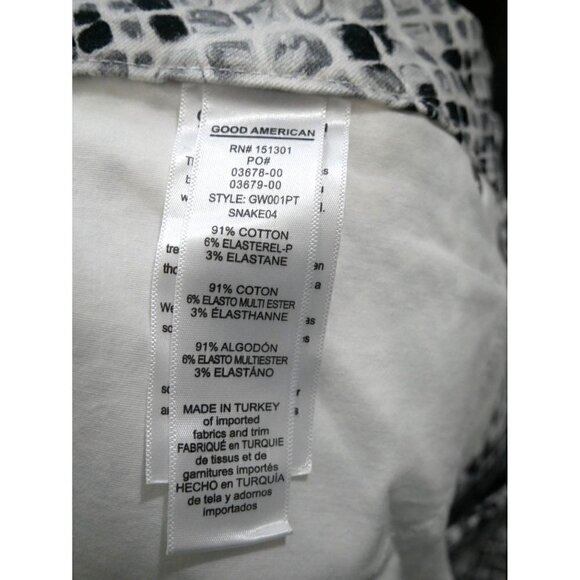 GOOD AMERICAN
RN# 151301
PO#
03678-00
03679-00
STYLE: GW001PT
SNAKE04
91% COTTON
6% ELASTEREL-P
3% ELASTANE
91% COTON
6% ELASTO MULTI ESTER
3% ÉLASTHANNE
91% ALGODÓN
6% ELASTO MULTIESTER
3% ELASTÁNO
MADE IN TURKEY
of imported
fabrics and trim
FABRIQUÉ en TURQUIE
de tissus et de
garnitures importés
HECHO en TURQUÍA
de tela y adornos
importados